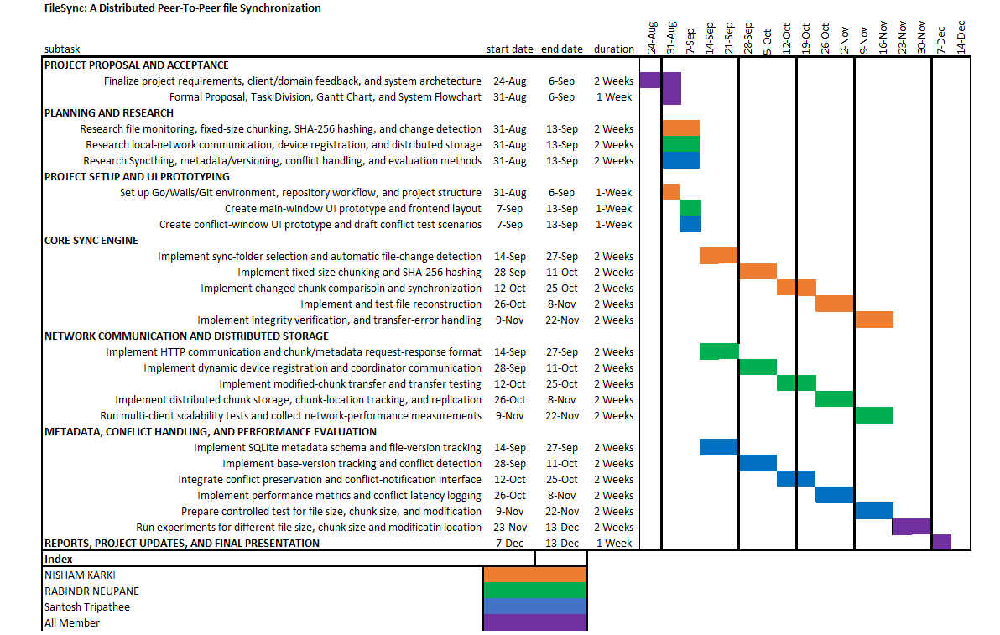 FileSync: A Distributed Peer-To-Peer file Synchronization
subtask start date end date duration 24-Aug 31-Aug 7-Sep 14-Sep 21-Sep 28-Sep 5-Oct 12-Oct 19-Oct 26-Oct 2-Nov 9-Nov 16-Nov 23-Nov 30-Nov 7-Dec 14-Dec
PROJECT PROPOSAL AND ACCEPTANCE
Finalize project requirements, client/domain feedback, and system archetecture 24-Aug 6-Sep 2 Weeks
Formal Proposal, Task Division, Gantt Chart, and System Flowchart 31-Aug 6-Sep 1 Week
PLANNING AND RESEARCH
Research file monitoring, fixed-size chunking, SHA-256 hashing, and change detection 31-Aug 13-Sep 2 Weeks
Research local-network communication, device registration, and distributed storage 31-Aug 13-Sep 2 Weeks
Research Syncthing, metadata/versioning, conflict handling, and evaluation methods 31-Aug 13-Sep 2 Weeks
PROJECT SETUP AND UI PROTOTYPING
Set up Go/Wails/Git environment, repository workflow, and project structure 31-Aug 6-Sep 1-Week
Create main-window UI prototype and frontend layout 7-Sep 13-Sep 1-Week
Create conflict-window UI prototype and draft conflict test scenarios 7-Sep 13-Sep 1-Week
CORE SYNC ENGINE
Implement sync-folder selection and automatic file-change detection 14-Sep 27-Sep 2 Weeks
Implement fixed-size chunking and SHA-256 hashing 28-Sep 11-Oct 2 Weeks
Implement changed chunk comparisoin and synchronization 12-Oct 25-Oct 2 Weeks
Implement and test file reconstruction 26-Oct 8-Nov 2 Weeks
Implement integrity verification, and transfer-error handling 9-Nov 22-Nov 2 Weeks
NETWORK COMMUNICATION AND DISTRIBUTED STORAGE
Implement HTTP communication and chunk/metadata request-response format 14-Sep 27-Sep 2 Weeks
Implement dynamic device registration and coordinator communication 28-Sep 11-Oct 2 Weeks
Implement modified-chunk transfer and transfer testing 12-Oct 25-Oct 2 Weeks
Implement distributed chunk storage, chunk-location tracking, and replication 26-Oct 8-Nov 2 Weeks
Run multi-client scalability tests and collect network-performance measurements 9-Nov 22-Nov 2 Weeks
METADATA, CONFLICT HANDLING, AND PERFORMANCE EVALUATION
Implement SQLite metadata schema and file-version tracking 14-Sep 27-Sep 2 Weeks
Implement base-version tracking and conflict detection 28-Sep 11-Oct 2 Weeks
Integrate conflict preservation and conflict-notification interface 12-Oct 25-Oct 2 Weeks
Implement performance metrics and conflict latency logging 26-Oct 8-Nov 2 Weeks
Prepare controlled test for file size, chunk size, and modification 9-Nov 22-Nov 2 Weeks
Run experiments for different file size, chunk size and modificatin location 23-Nov 13-Dec 2 Weeks
REPORTS, PROJECT UPDATES, AND FINAL PRESENTATION 7-Dec 13-Dec 1 Week
Index
NISHAM KARKI
RABINDR NEUPANE
Santosh Tripathee
All Member